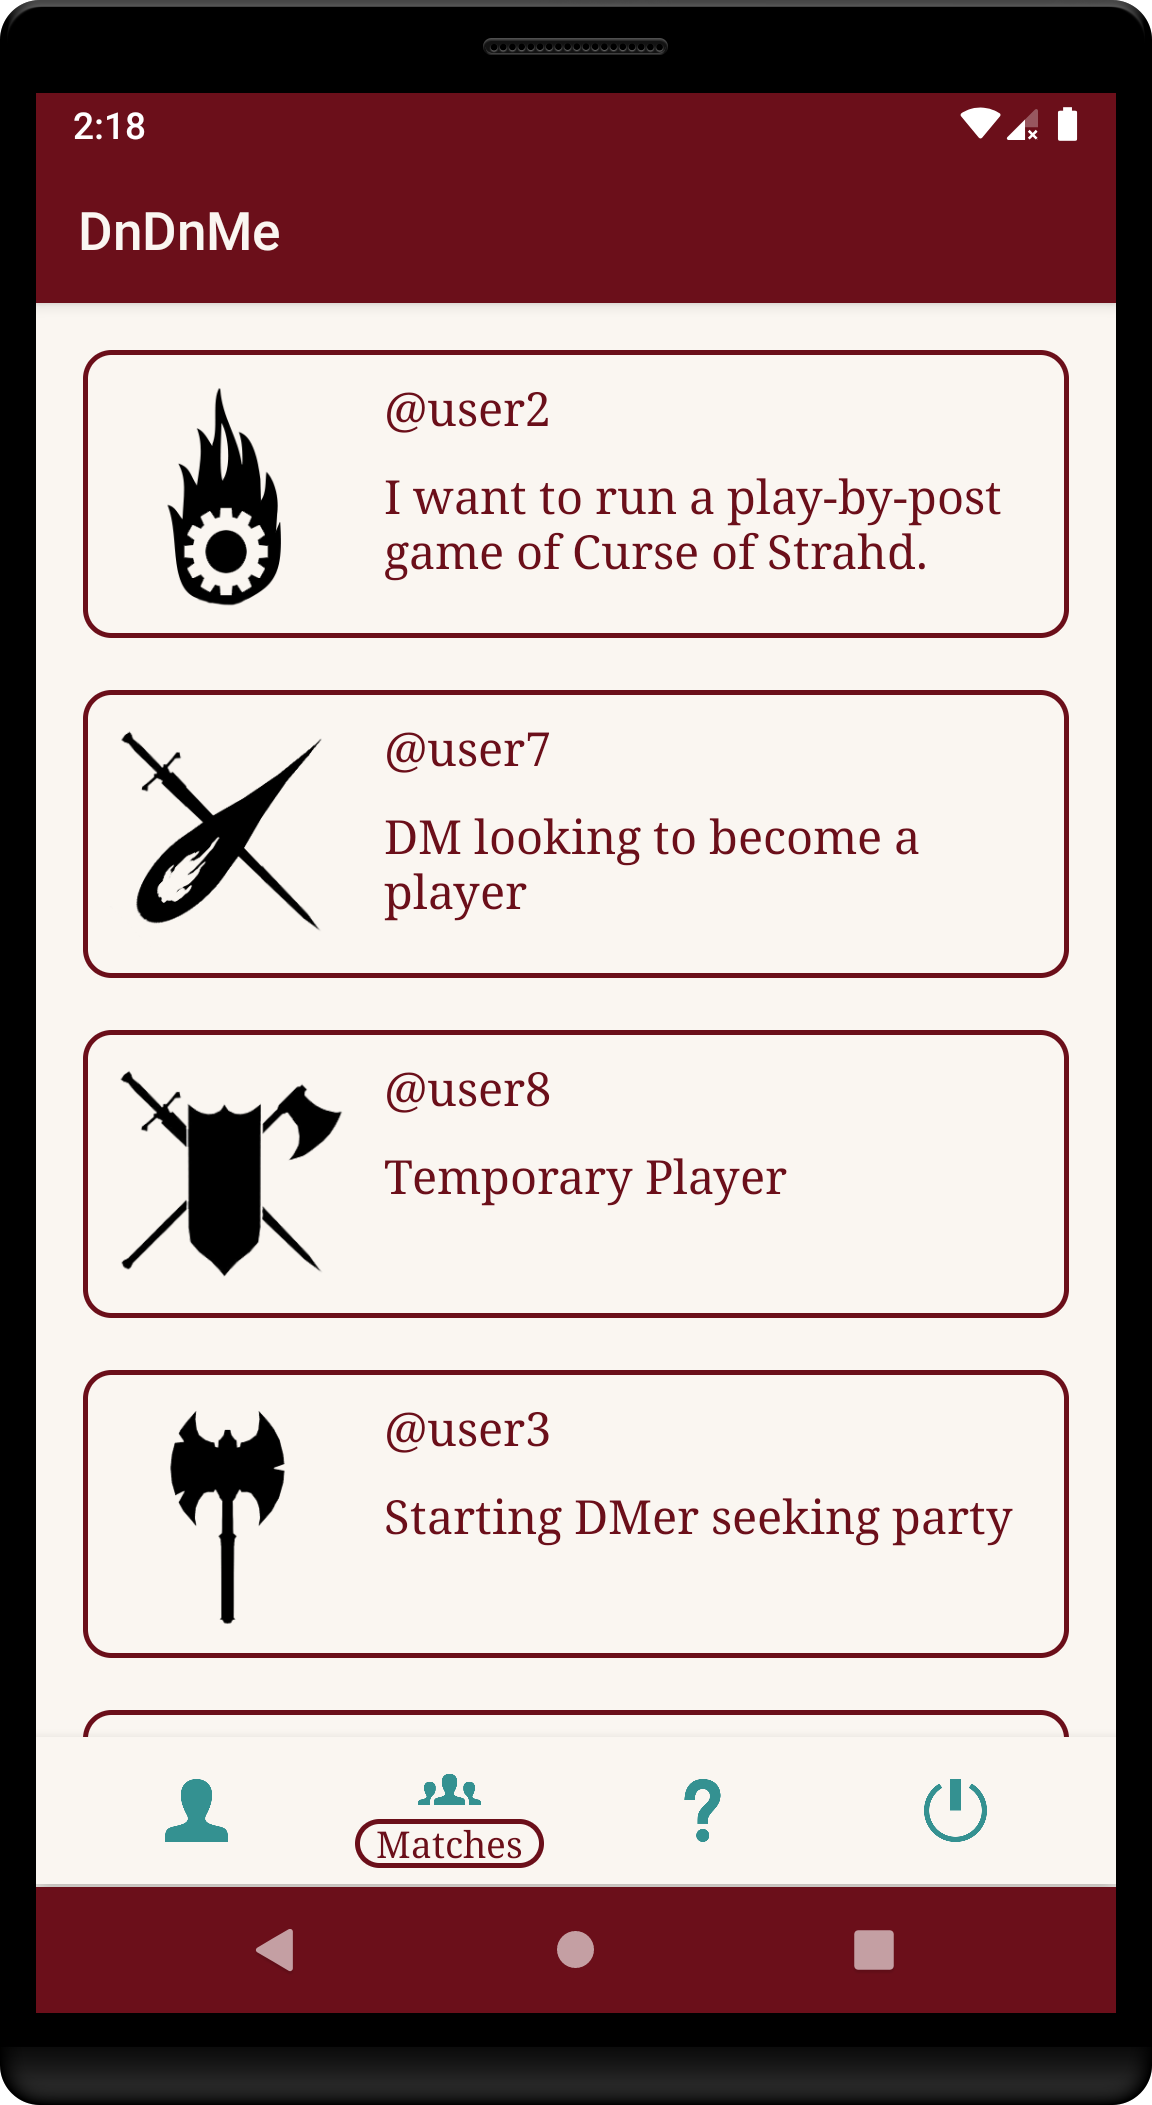 2:18
DnDnMe
@user2
I want to run a play-by-post
game of Curse of Strahd.
@user7
DM looking to become a
player
@user8
Temporary Player
@user3
Starting DMer seeking party
Matches